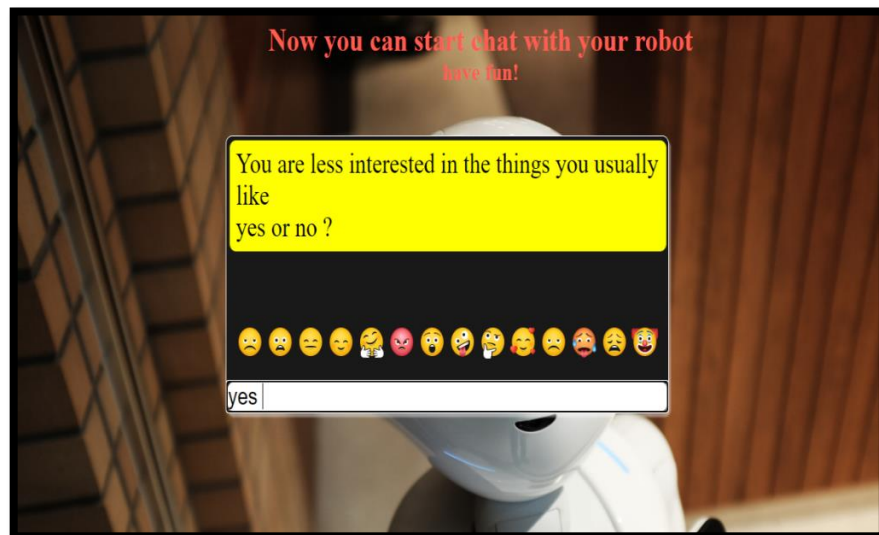 Now you can start chat with your robot
have fun!
You are less interested in the things you usually
like
yes or no ?
yes